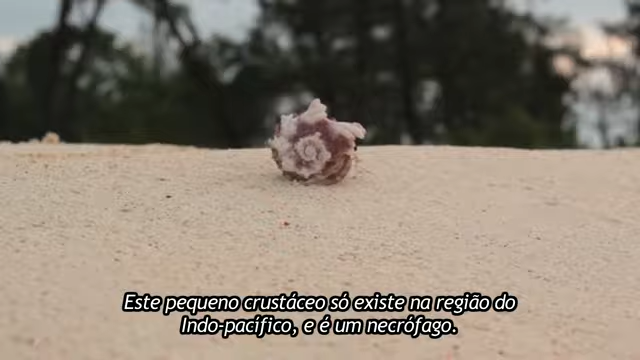 Este pequeno crustáceo só existe na região do
Indo-pacífico, e é um necrófago.